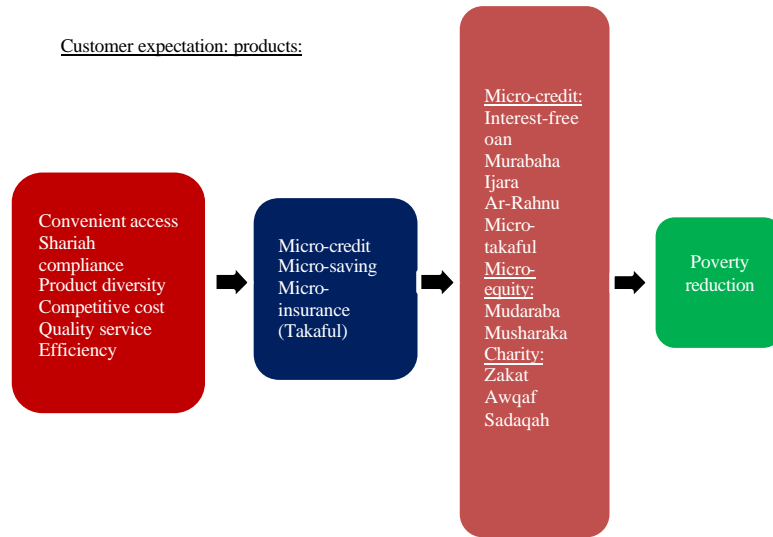 Customer expectation: products:
Convenient access
Shariah
compliance
Product diversity
Competitive cost
Quality service
Efficiency
Micro-credit
Micro-saving
Micro-
insurance
(Takaful)
Micro-credit:
Interest-free
oan
Murabaha
Ijara
Ar-Rahnu
Micro-
takaful
Micro-
equity:
Mudaraba
Musharaka
Charity:
Zakat
Awqaf
Sadaqah
Poverty
reduction